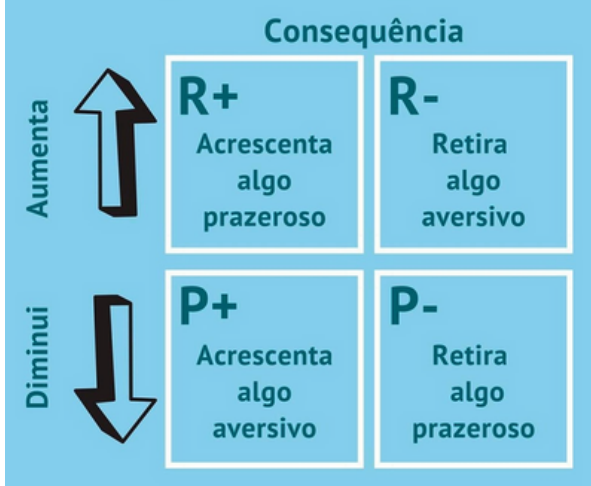 Consequência
Aumenta
R+
Acrescenta
algo
prazeroso
R-
Retira
algo
aversivo
Diminui
P+
Acrescenta
algo
aversivo
P-
Retira
algo
prazeroso